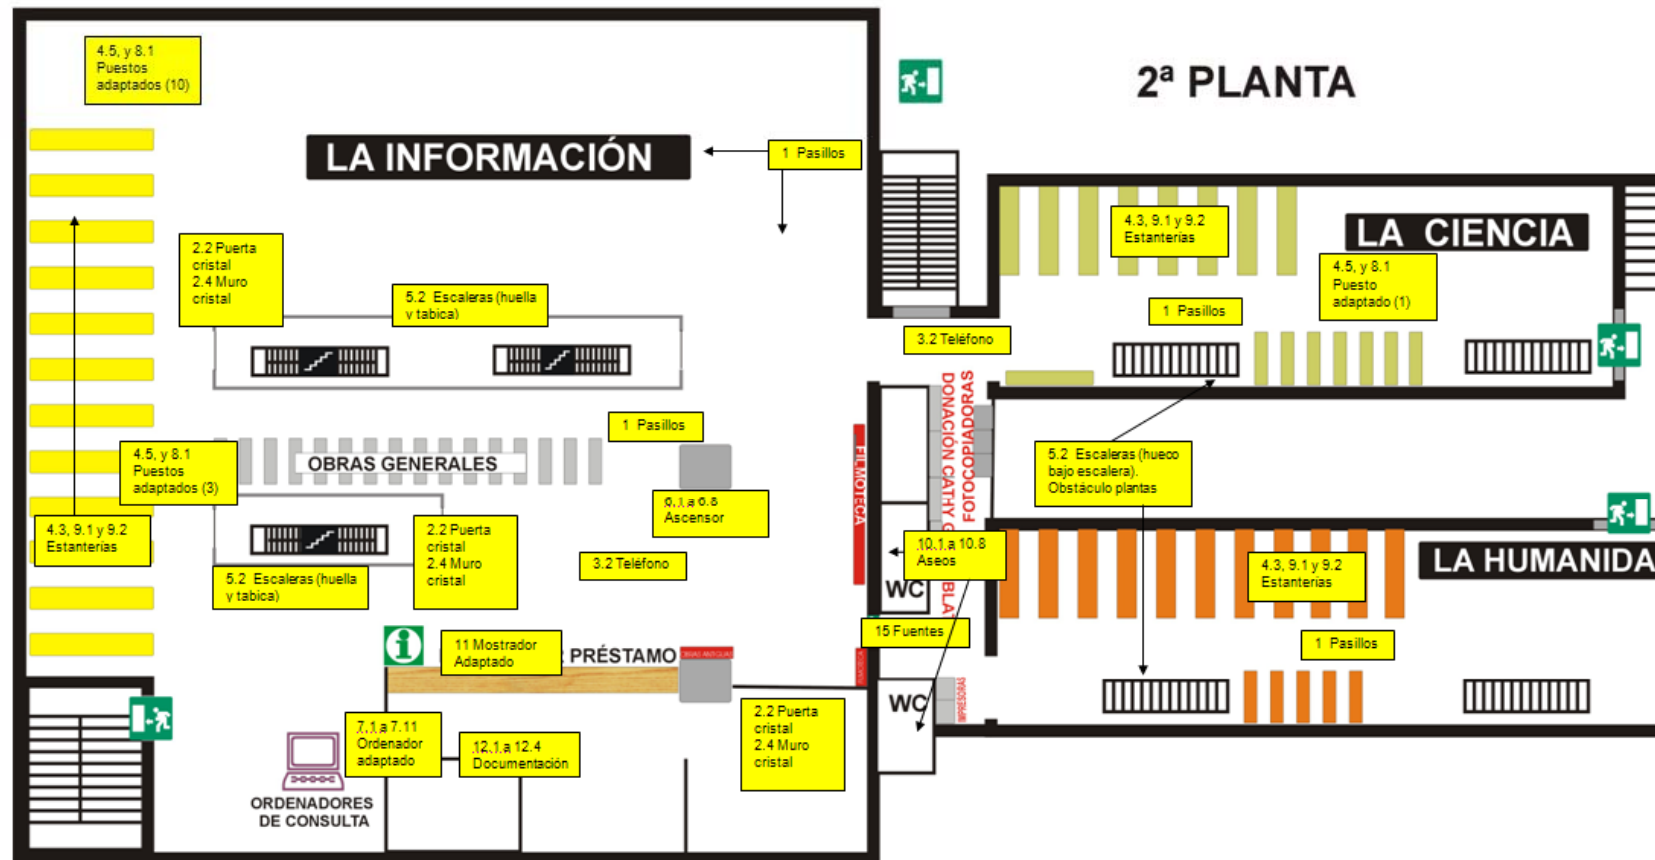 4.5, y 8.1
Puestos
adaptados (10)
2ª PLANTA
LA INFORMACIÓN
1 Pasillos
4.3, 9.1 y 9.2
Estanterías
LA CIENCIA
2.2 Puerta
cristal
2.4 Muro
cristal
4.5, y 8.1
Puesto
adaptado (1)
5.2 Escaleras (huella
y tabica)
1 Pasillos
3.2 Teléfono
1 Pasillos
OBRAS GENERALES
4.5, y 8.1
Puestos
adaptados (3)
FILMOTECA
DONACIÓN CATHY
FOTOCOPIADORAS
5.2 Escaleras (hueco
bajo escalera).
Obstáculo plantas
6.1 a 6.8
Ascensor
4.3, 9.1 y 9.2
Estanterías
2.2 Puerta
cristal
2.4 Muro
cristal
10.1 a 10.8
Aseos
LA HUMANIDA
3.2 Teléfono
4.3, 9.1 y 9.2
Estanterías
5.2 Escaleras (huella
y tabica)
WC
15 Fuentes
11 Mostrador
Adaptado
PRÉSTAMO
OBRAS ANTIGUAS
1 Pasillos
WC
IMPRESORAS
7.1 a 7.11
Ordenador
adaptado
12.1 a 12.4
Documentación
2.2 Puerta
cristal
2.4 Muro
cristal
ORDENADORES
DE CONSULTA